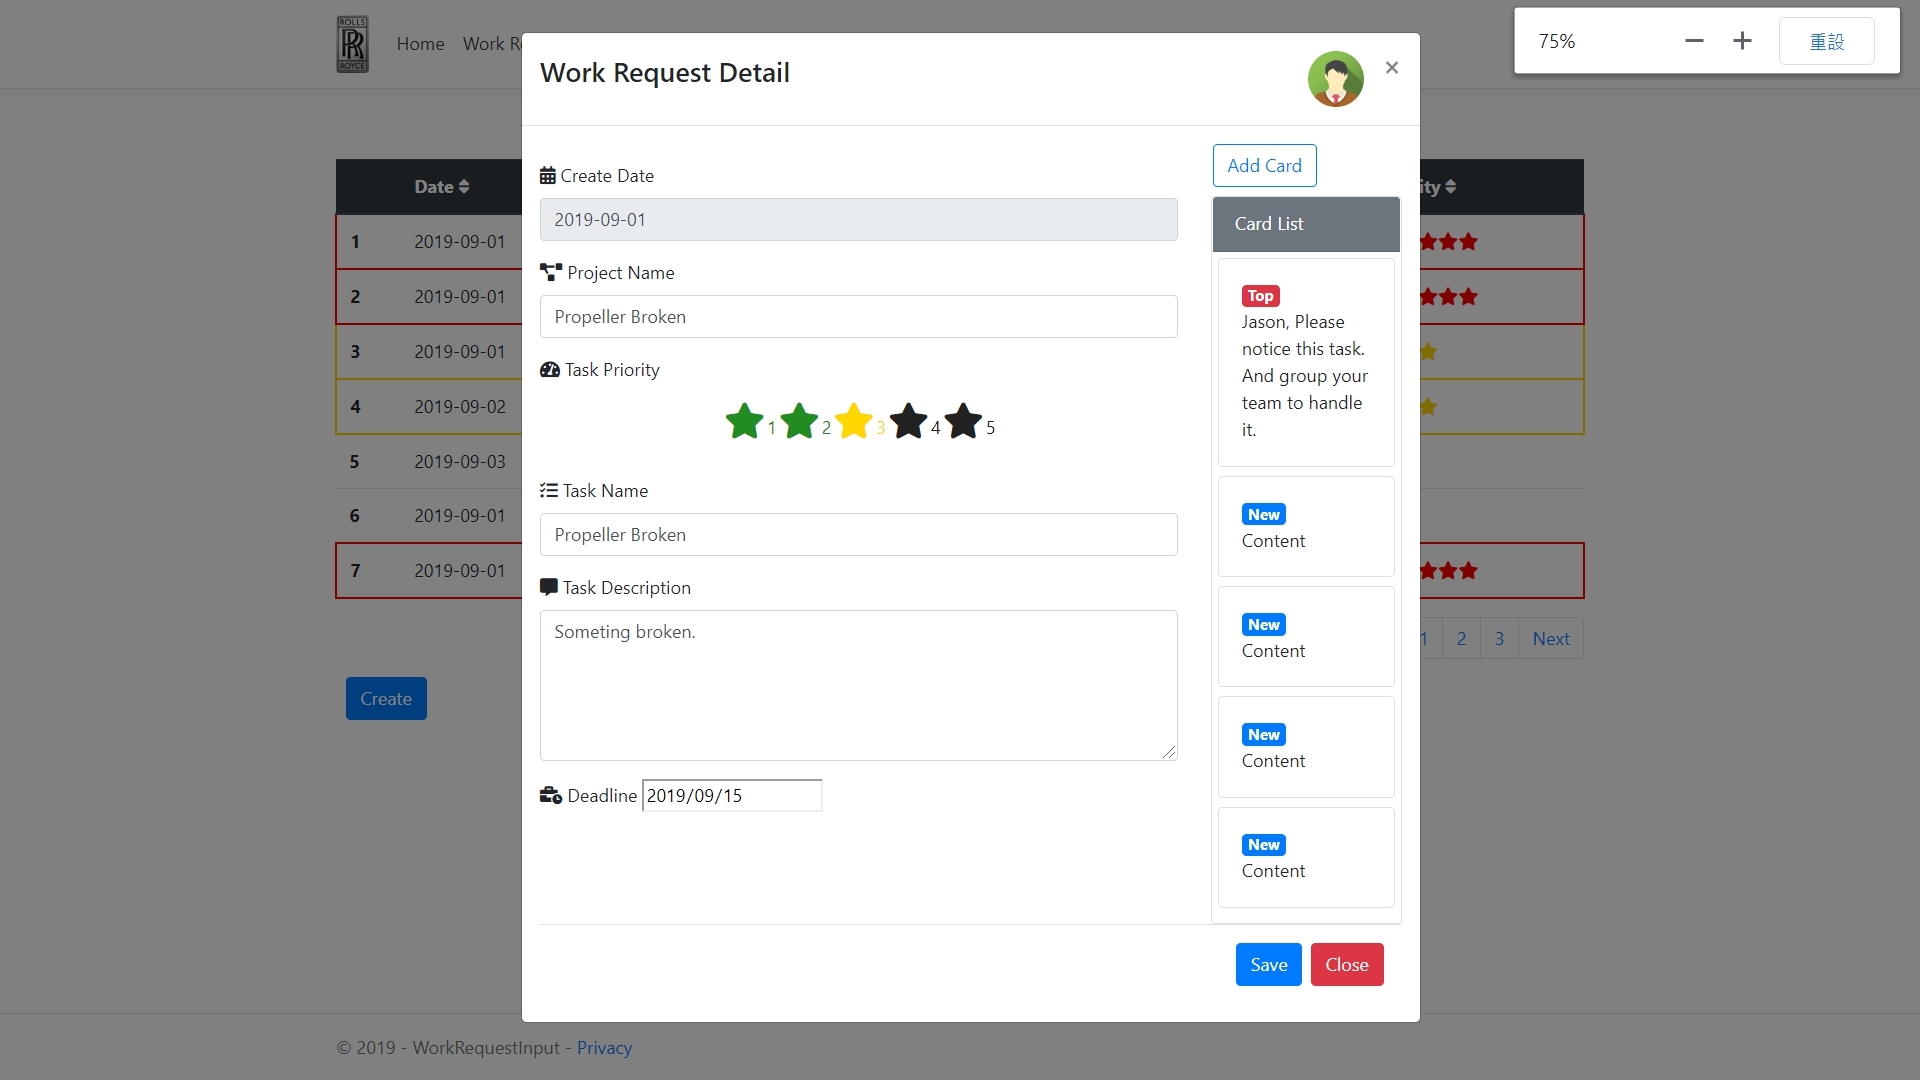 ROLLS
RR
ROYCE
Home
Work R
75%
重設
Work Request Detail
×
Date
ity
1 2019-09-01
2 2019-09-01
3 2019-09-01
4 2019-09-02
5 2019-09-03
6 2019-09-01
7 2019-09-01
Create
1 2 3 Next
Create Date
2019-09-01
Project Name
Propeller Broken
Task Priority
1 2 3 4 5
Task Name
Propeller Broken
Task Description
Someting broken.
Deadline 2019/09/15
Add Card
Card List
Top
Jason, Please
notice this task.
And group your
team to handle
it.
New
Content
New
Content
New
Content
New
Content
Save
Close
© 2019 - WorkRequestInput - Privacy